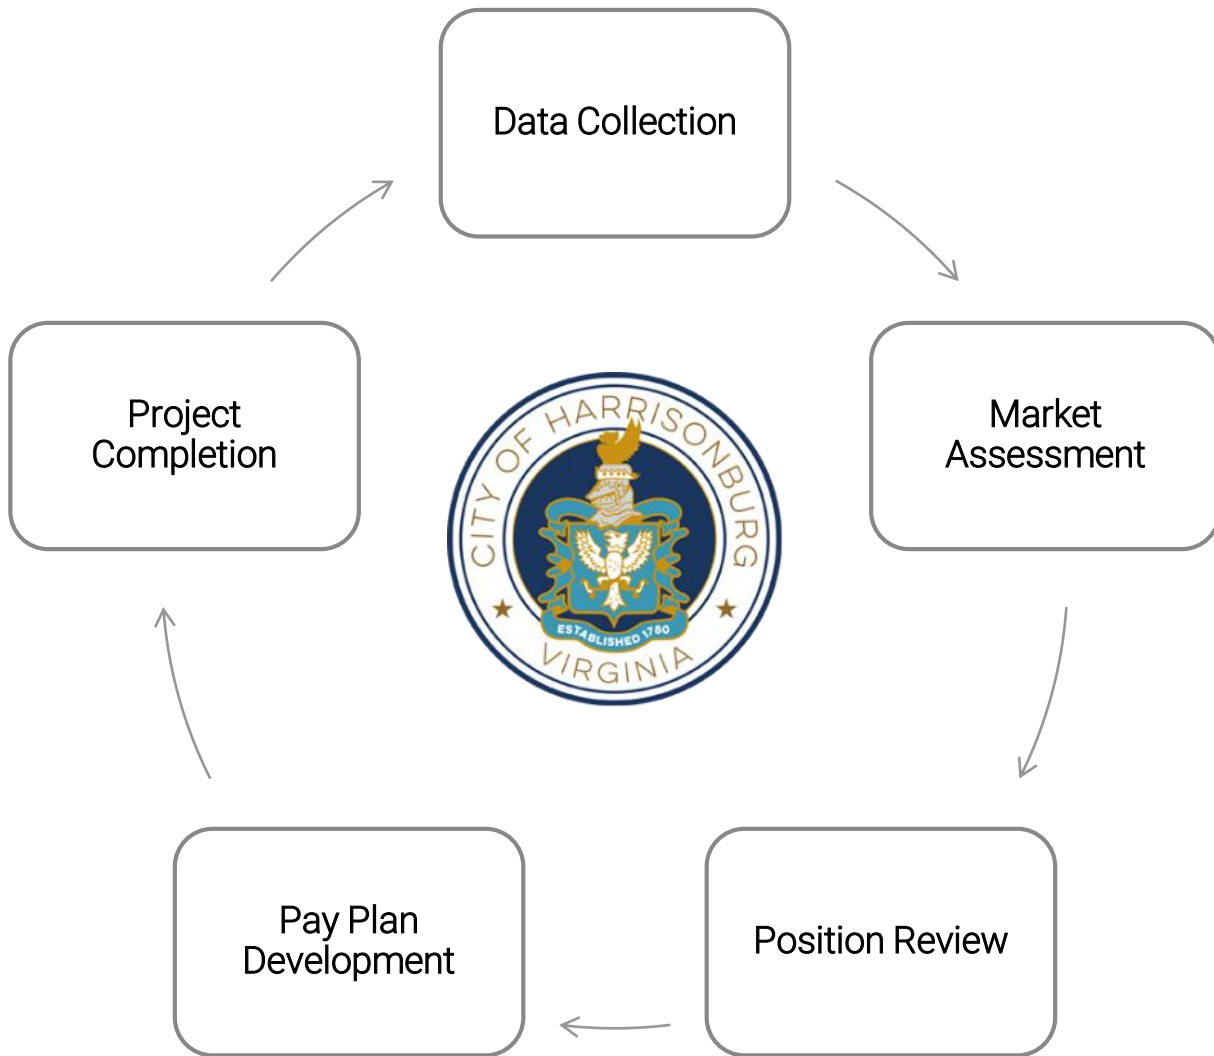 Data Collection
Market
Assessment
Position Review
Pay Plan
Development
Project
Completion
CITY OF HARRISONBURG
ESTABLISHED 1780
VIRGINIA